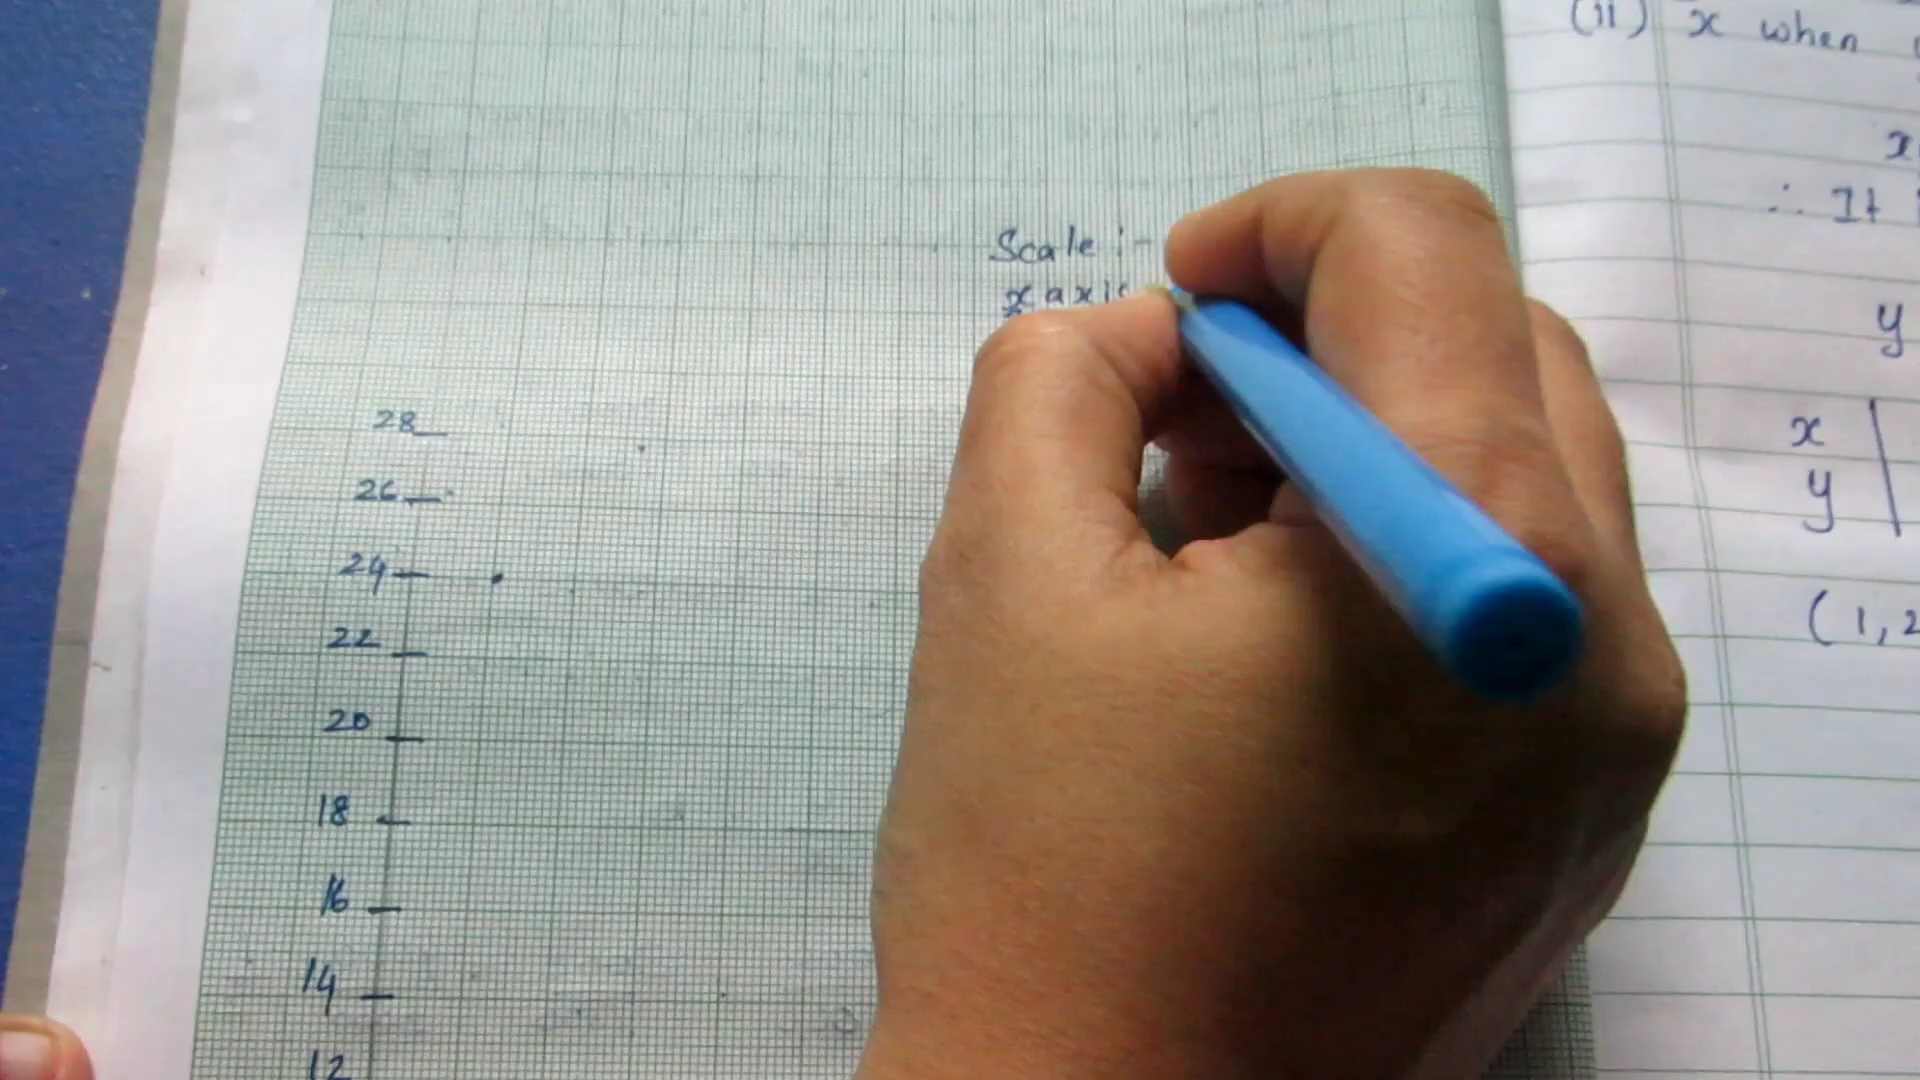 (ii) x when
x
∴ It
Scale :-
x axis
y
28
x
26
y
24
(1, 2
22
20
18
16
14
12